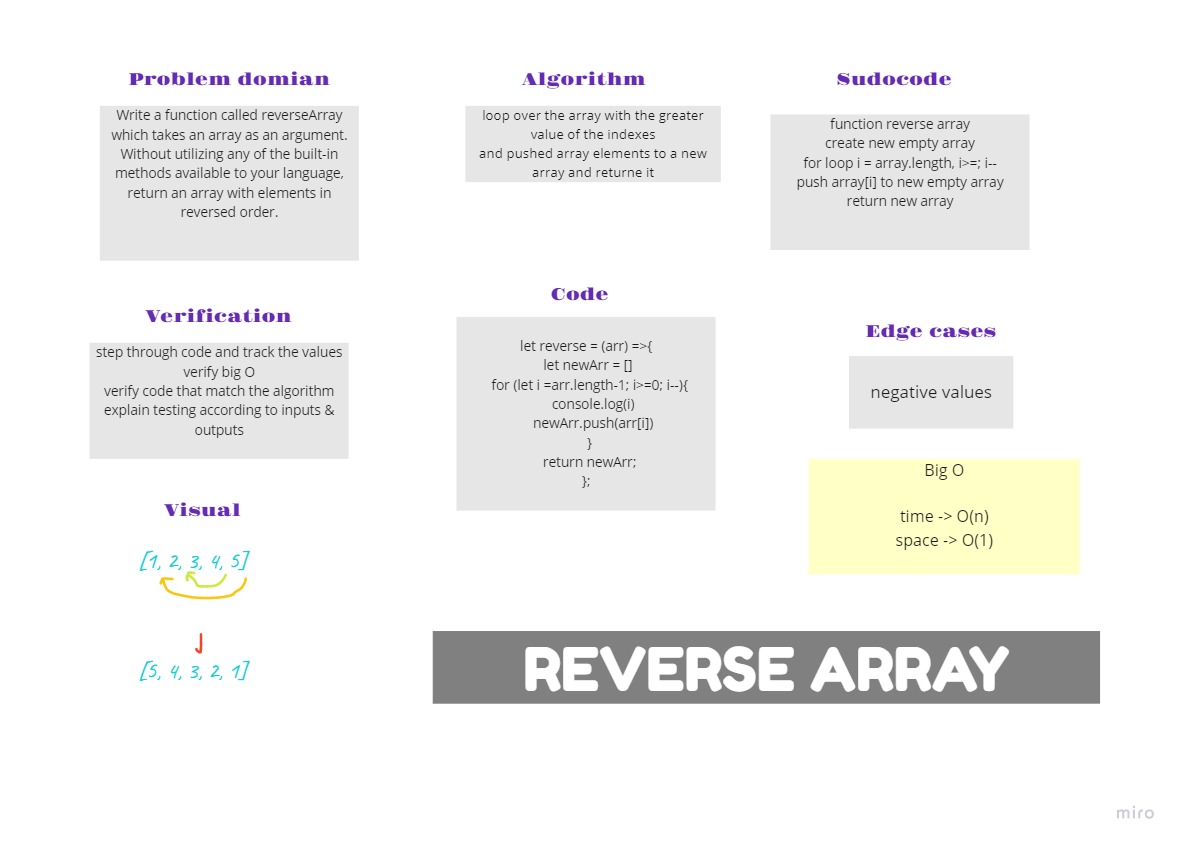 Problem domian
Write a function called reverseArray
which takes an array as an argument.
Without utilizing any of the built-in
methods available to your language,
return an array with elements in
reversed order.
Algorithm
loop over the array with the greater
value of the indexes
and pushed array elements to a new
array and returne it
Sudocode
function reverse array
create new empty array
for loop i = array.length, i>=; i--
push array[i] to new empty array
return new array
Verification
step through code and track the values
verify big O
verify code that match the algorithm
explain testing according to inputs &
outputs
Code
let reverse = (arr) =>{
let newArr = []
for (let i =arr.length-1; i>=0; i--){
console.log(i)
newArr.push(arr[i])
}
return newArr;
};
Edge cases
negative values
Big O
time -> O(n)
space -> O(1)
Visual
[1, 2, 3, 4, 5]
[5, 4, 3, 2, 1]
REVERSE ARRAY
miro